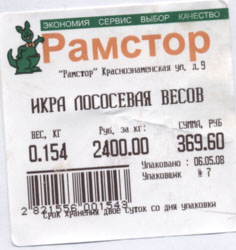 ЭКОНОМИЯ СЕРВИС ВЫБОР КАЧЕСТВО
Рамстор
"Рамстор" Краснознаменская ул, д.9
ИКРА ЛОСОСЕВАЯ ВЕСОВ
ВЕС, КГ Руб, за кг: СУММА, РУБ
0.154 2400.00 369.60
Упаковано : 06.05.08
Упаковщик № 7
2 821556 001543
Срок хранения двое суток со дня упаковки